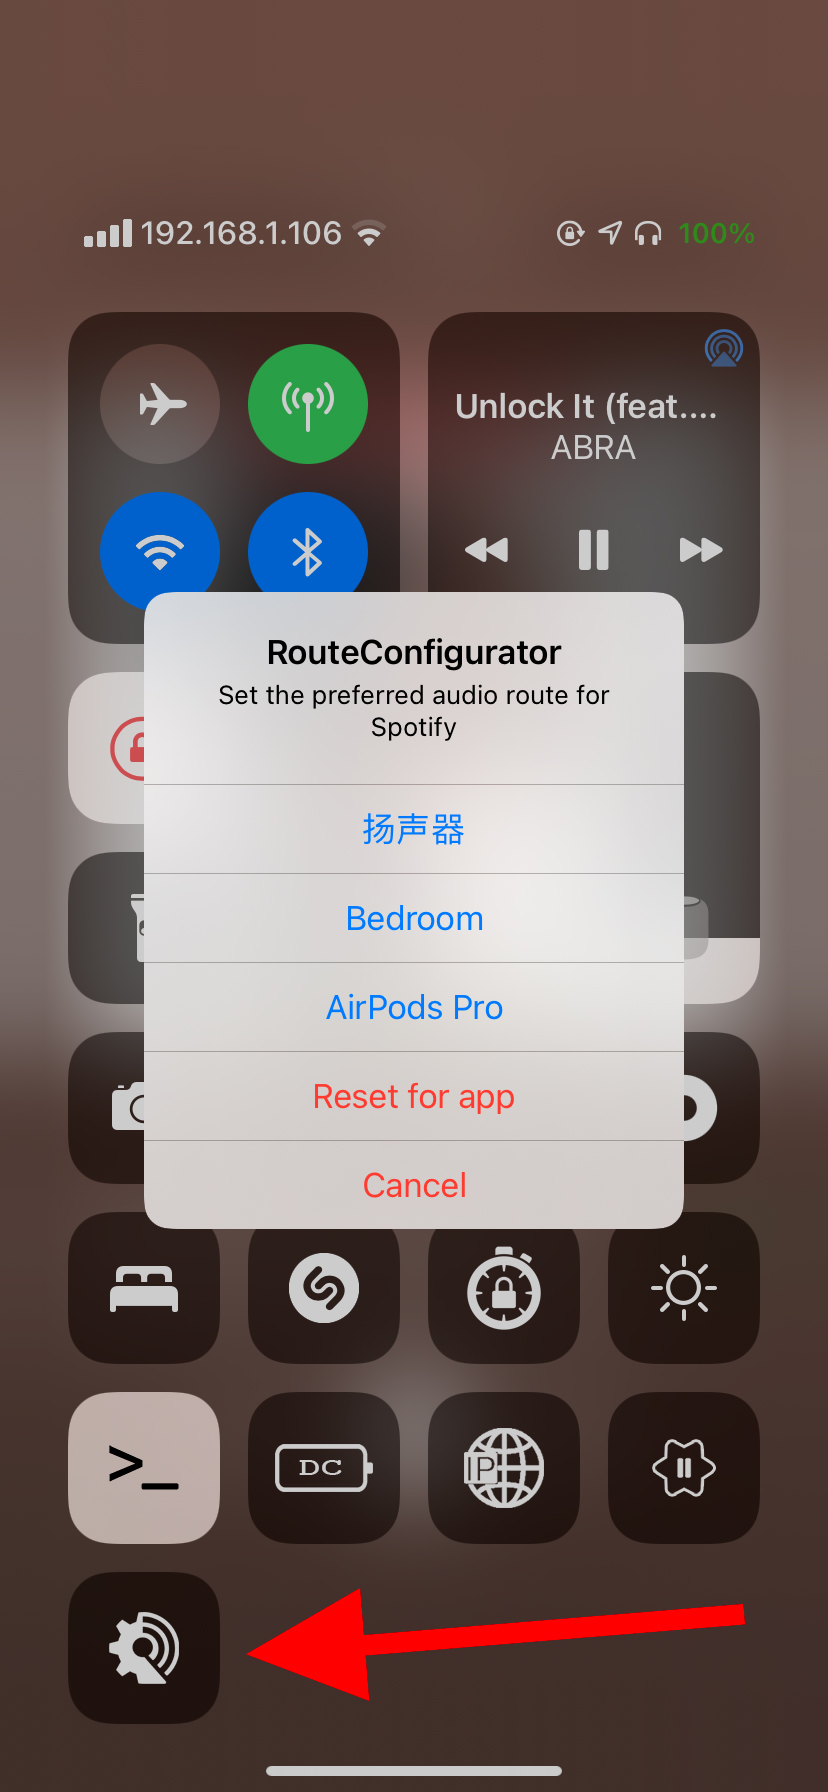 192.168.1.106
100%
Unlock It (feat....
ABRA
RouteConfigurator
Set the preferred audio route for
Spotify
扬声器
Bedroom
AirPods Pro
Reset for app
Cancel
>_
DC
IP